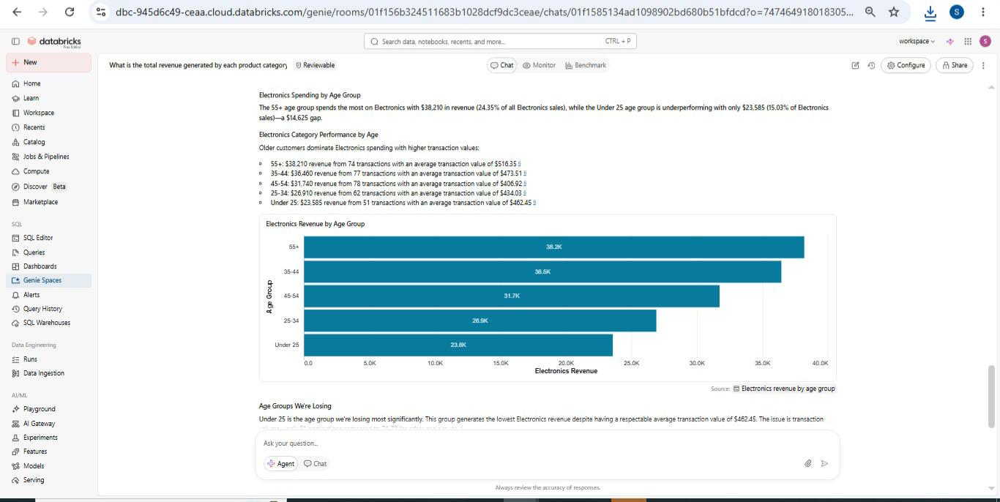 dbc-945d6c49-ceaa.cloud.databricks.com/genie/rooms/01f156b324511683b1028dcf9dc3ceae/chats/01f1585134ad1098902bd680b51bfdcd?o=747464918018305...
S
databricks
Free Edition
Search data, notebooks, recents, and more...
CTRL + P
workspace
S
New
What is the total revenue generated by each product category
Reviewable
Chat
Monitor
Benchmark
Configure
Share
Home
Learn
Workspace
Recents
Catalog
Jobs & Pipelines
Compute
Discover Beta
Marketplace
SQL
SQL Editor
Queries
Dashboards
Genie Spaces
Alerts
Query History
SQL Warehouses
Data Engineering
Runs
Data Ingestion
AI/ML
Playground
AI Gateway
Experiments
Features
Models
Serving
Electronics Spending by Age Group
The 55+ age group spends the most on Electronics with $38,210 in revenue (24.35% of all Electronics sales), while the Under 25 age group is underperforming with only $23,585 (15.03% of Electronics
sales)—a $14,625 gap.
Electronics Category Performance by Age
Older customers dominate Electronics spending with higher transaction values:
55+: $38,210 revenue from 74 transactions with an average transaction value of $516.35 6
35-44: $36,460 revenue from 77 transactions with an average transaction value of $473.51 6
45-54: $31,740 revenue from 78 transactions with an average transaction value of $406.92 6
25-34: $26,910 revenue from 62 transactions with an average transaction value of $434.03 6
Under 25: $23,585 revenue from 51 transactions with an average transaction value of $462.45 6
Electronics Revenue by Age Group
Age Group
55+
38.2K
35-44
36.5K
45-54
31.7K
25-34
26.9K
Under 25
23.6K
0.0 5.0K 10.0K 15.0K 20.0K 25.0K 30.0K 35.0K 40.0K
Electronics Revenue
Source: Electronics revenue by age group
Age Groups We're Losing
Under 25 is the age group we're losing most significantly. This group generates the lowest Electronics revenue despite having a respectable average transaction value of $462.45. The issue is transaction
Ask your question...
Agent
Chat
Always review the accuracy of responses.